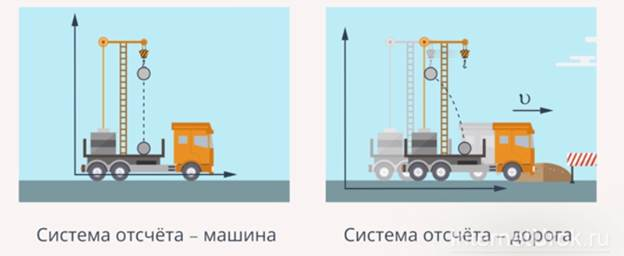 υ
Система отсчёта – машина
Система отсчёта – дорога